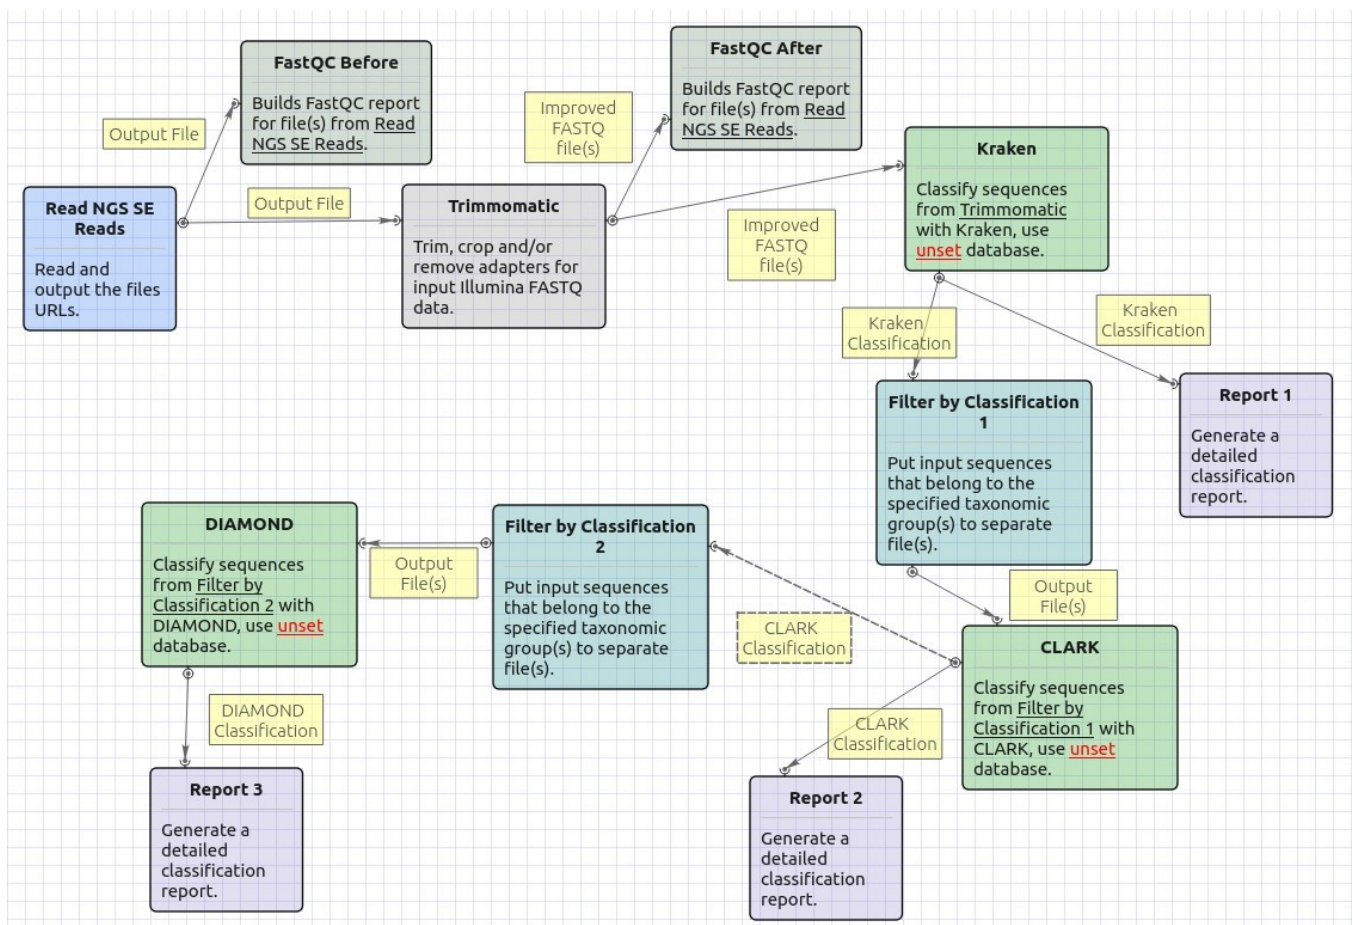 FastQC Before
Builds FastQC report
for file(s) from Read
NGS SE Reads.
FastQC After
Builds FastQC report
for file(s) from Read
NGS SE Reads.
Output File
Improved
FASTQ
file(s)
Read NGS SE
Reads
Read and
output the files
URLs.
Output File
Trimmomatic
Trim, crop and/or
remove adapters for
input Illumina FASTQ
data.
Improved
FASTQ
file(s)
Kraken
Classify sequences
from Trimmomatic
with Kraken, use
unset database.
Kraken
Classification
Kraken
Classification
Filter by Classification
1
Put input sequences
that belong to the
specified taxonomic
group(s) to separate
file(s).
Report 1
Generate a
detailed
classification
report.
DIAMOND
Classify sequences
from Filter by
Classification 2 with
DIAMOND, use unset
database.
Output
File(s)
Filter by Classification
2
Put input sequences
that belong to the
specified taxonomic
group(s) to separate
file(s).
CLARK
Classification
Output
File(s)
CLARK
Classify sequences
from Filter by
Classification 1 with
CLARK, use unset
database.
DIAMOND
Classification
CLARK
Classification
Report 3
Generate a
detailed
classification
report.
Report 2
Generate a
detailed
classification
report.